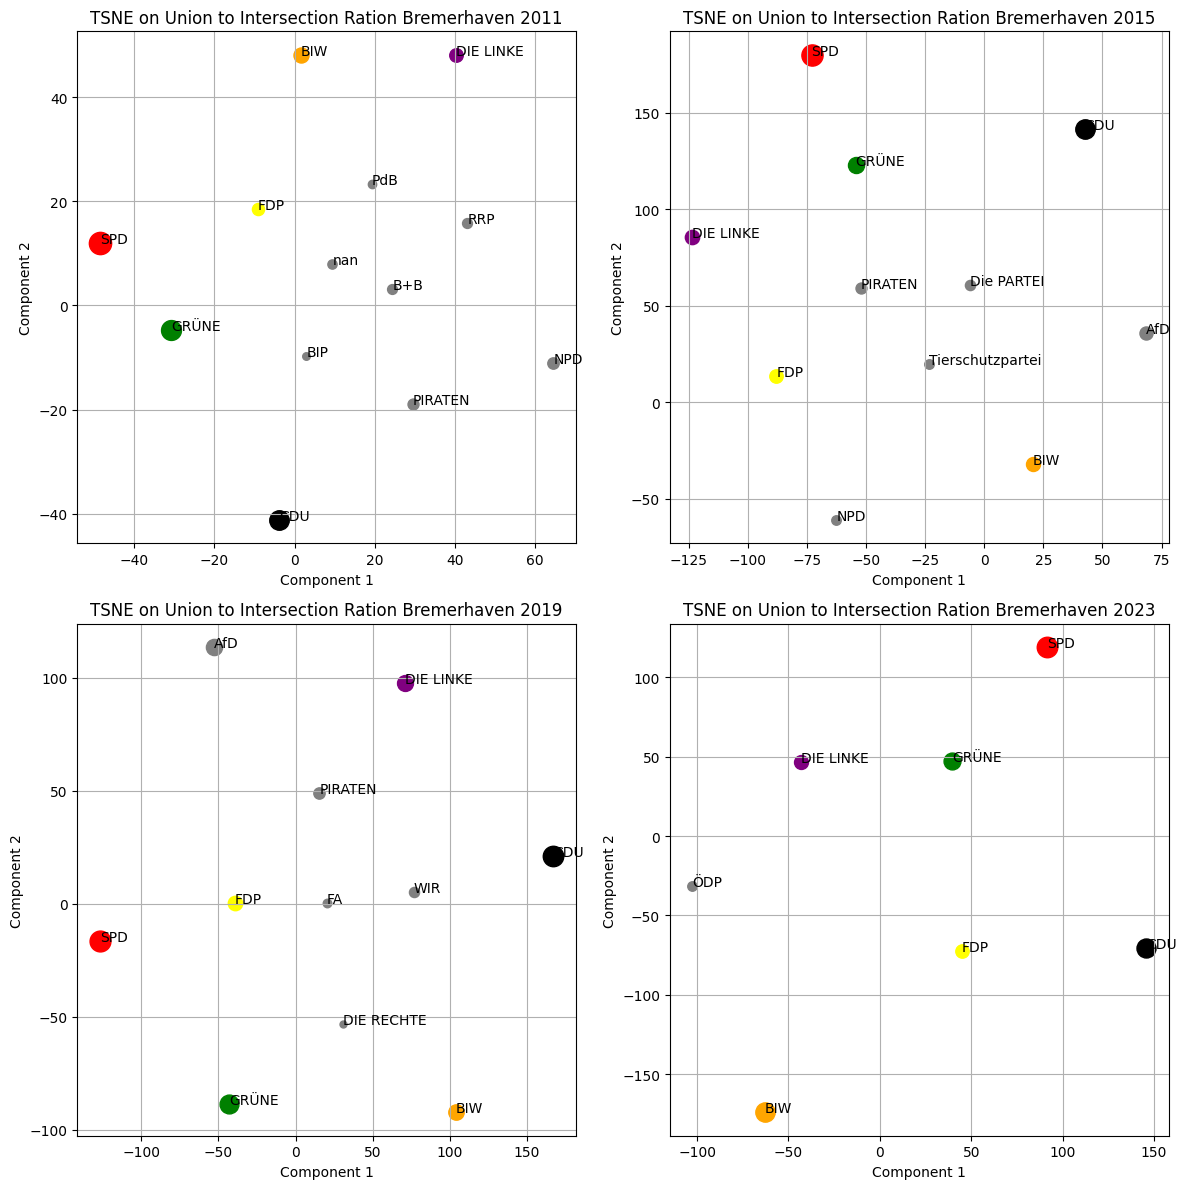 TSNE on Union to Intersection Ration Bremerhaven 2011
BIW
DIE LINKE
40
PdB
20
FDP
RRP
SPD
nan
B+B
0
GRÜNE
BIP
NPD
PIRATEN
−20
CDU
−40
−40 −20 0 20 40 60
Component 1
Component 2
TSNE on Union to Intersection Ration Bremerhaven 2015
SPD
150
CDU
GRÜNE
100
DIE LINKE
PIRATEN
Die PARTEI
50
AfD
Tierschutzpartei
FDP
0
BIW
−50
NPD
−125 −100 −75 −50 −25 0 25 50 75
Component 1
Component 2
TSNE on Union to Intersection Ration Bremerhaven 2019
AfD
100
DIE LINKE
50
PIRATEN
CDU
WIR
0
FDP
FA
SPD
−50
DIE RECHTE
GRÜNE
BIW
−100
−100 −50 0 50 100 150
Component 1
Component 2
TSNE on Union to Intersection Ration Bremerhaven 2023
SPD
100
50
DIE LINKE
GRÜNE
0
ÖDP
−50
FDP
CDU
−100
−150
BIW
−100 −50 0 50 100 150
Component 1
Component 2